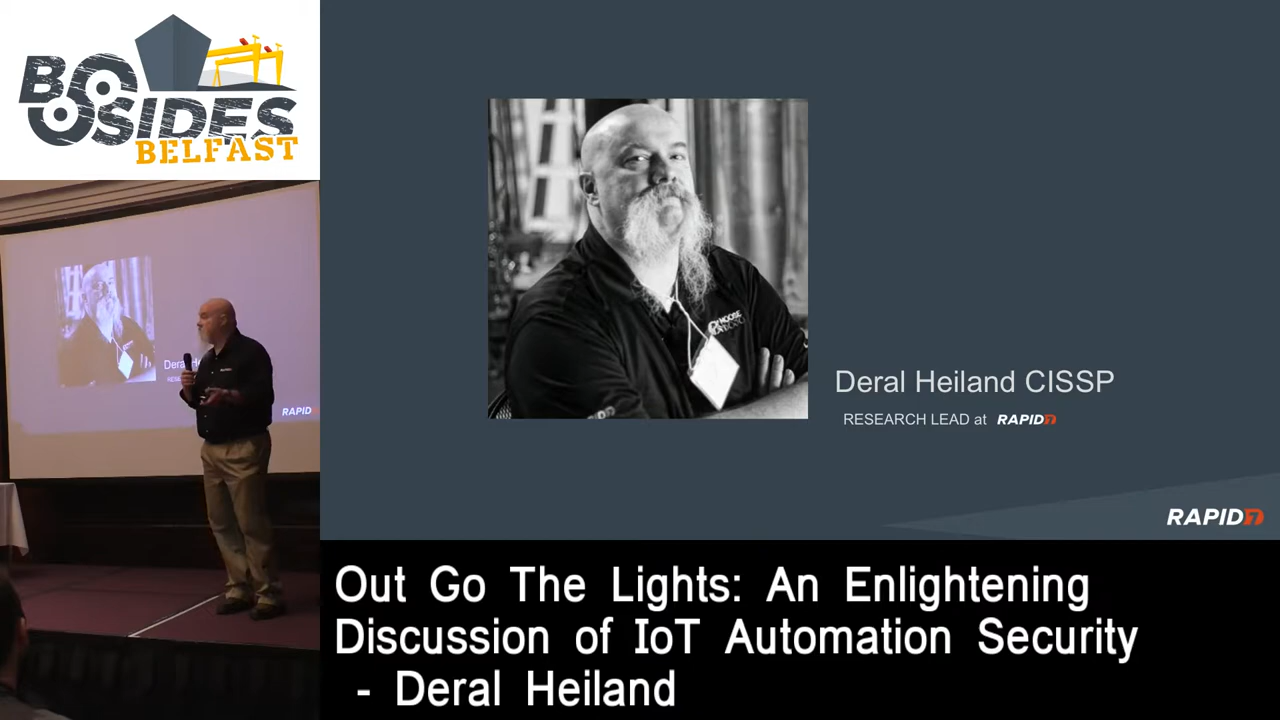 BSIDES
BELFAST
Deral Heiland CISSP
RESEARCH LEAD at RAPID7
RAPID7
RAPID
Out Go The Lights: An Enlightening
Discussion of IoT Automation Security
- Deral Heiland